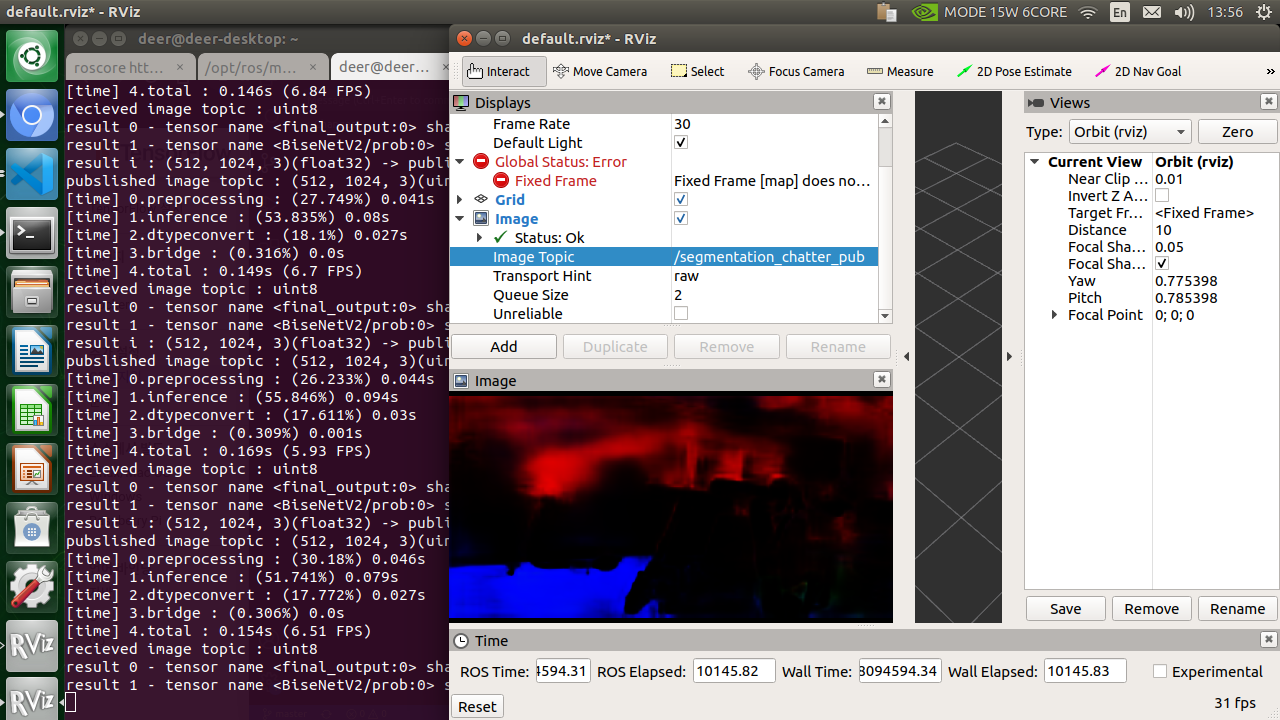 default.rviz* - RViz
MODE 15W 6CORE
En
13:56
deer@deer-desktop: ~
roscore htt...
/opt/ros/m...
deer@deer...
[time] 4.total : 0.146s (6.84 FPS)
recieved image topic : uint8
result 0 - tensor name <final_output:0> sha
result 1 - tensor name <BiseNetV2/prob:0> s
result i : (512, 1024, 3)(float32) -> publi
pubslished image topic : (512, 1024, 3)(uin
[time] 0.preprocessing : (27.749%) 0.041s
[time] 1.inference : (53.835%) 0.08s
[time] 2.dtypeconvert : (18.1%) 0.027s
[time] 3.bridge : (0.316%) 0.0s
[time] 4.total : 0.149s (6.7 FPS)
recieved image topic : uint8
result 0 - tensor name <final_output:0> sha
result 1 - tensor name <BiseNetV2/prob:0> s
result i : (512, 1024, 3)(float32) -> publi
pubslished image topic : (512, 1024, 3)(uin
[time] 0.preprocessing : (26.233%) 0.044s
[time] 1.inference : (55.846%) 0.094s
[time] 2.dtypeconvert : (17.611%) 0.03s
[time] 3.bridge : (0.309%) 0.001s
[time] 4.total : 0.169s (5.93 FPS)
recieved image topic : uint8
result 0 - tensor name <final_output:0> sha
result 1 - tensor name <BiseNetV2/prob:0> s
result i : (512, 1024, 3)(float32) -> publi
pubslished image topic : (512, 1024, 3)(uin
[time] 0.preprocessing : (30.18%) 0.046s
[time] 1.inference : (51.741%) 0.079s
[time] 2.dtypeconvert : (17.772%) 0.027s
[time] 3.bridge : (0.306%) 0.0s
[time] 4.total : 0.154s (6.51 FPS)
recieved image topic : uint8
result 0 - tensor name <final_output:0> sha
result 1 - tensor name <BiseNetV2/prob:0> s
RViz
RViz
default.rviz* - RViz
Interact
Move Camera
Select
Focus Camera
Measure
2D Pose Estimate
2D Nav Goal
»
Displays
Frame Rate 30
Default Light
Global Status: Error
Fixed Frame Fixed Frame [map] does no...
Grid
Image
Status: Ok
Image Topic /segmentation_chatter_pub
Transport Hint raw
Queue Size 2
Unreliable
Add
Duplicate
Remove
Rename
Image
Views
Type: Orbit (rviz)
Zero
Current View Orbit (rviz)
Near Clip ... 0.01
Invert Z A...
Target Fr... <Fixed Frame>
Distance 10
Focal Sha... 0.05
Focal Sha...
Yaw 0.775398
Pitch 0.785398
Focal Point 0; 0; 0
Save
Remove
Rename
Time
ROS Time: 4594.31
ROS Elapsed: 10145.82
Wall Time: 8094594.34
Wall Elapsed: 10145.83
Experimental
Reset
31 fps